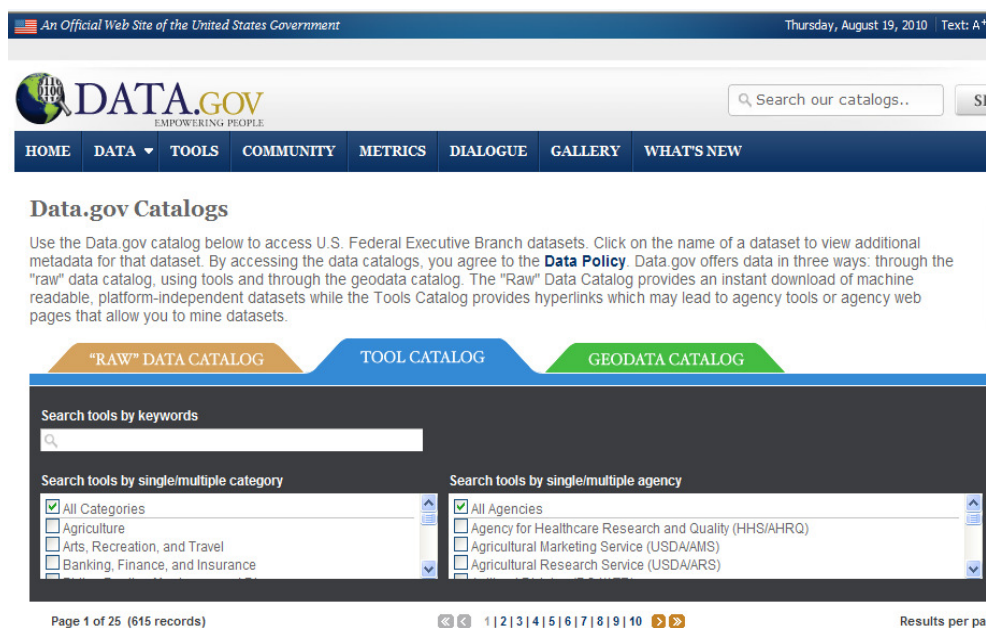 An Official Web Site of the United States Government
Thursday, August 19, 2010 Text: A+
DATA.GOV
EMPOWERING PEOPLE
Search our catalogs..
HOME DATA TOOLS COMMUNITY METRICS DIALOGUE GALLERY WHAT'S NEW
Data.gov Catalogs
Use the Data.gov catalog below to access U.S. Federal Executive Branch datasets. Click on the name of a dataset to view additional
metadata for that dataset. By accessing the data catalogs, you agree to the Data Policy. Data.gov offers data in three ways: through the
"raw" data catalog, using tools and through the geodata catalog. The "Raw" Data Catalog provides an instant download of machine
readable, platform-independent datasets while the Tools Catalog provides hyperlinks which may lead to agency tools or agency web
pages that allow you to mine datasets.
“RAW” DATA CATALOG TOOL CATALOG GEODATA CATALOG
Search tools by keywords
Search tools by single/multiple category
All Categories
Agriculture
Arts, Recreation, and Travel
Banking, Finance, and Insurance
Search tools by single/multiple agency
All Agencies
Agency for Healthcare Research and Quality (HHS/AHRQ)
Agricultural Marketing Service (USDA/AMS)
Agricultural Research Service (USDA/ARS)
Page 1 of 25 (615 records)
1|2|3|4|5|6|7|8|9|10
Results per pa